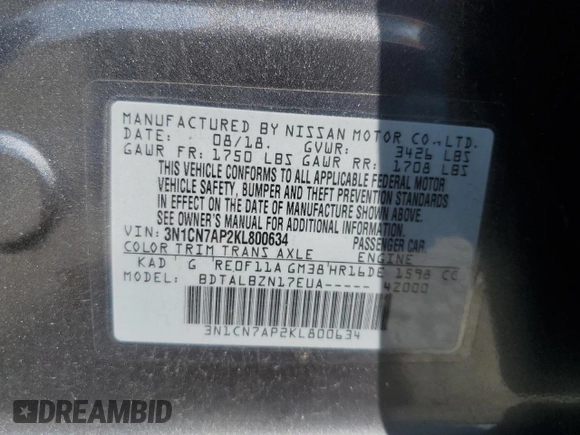 MANUFACTURED BY NISSAN MOTOR CO.,LTD.
DATE: 08/18. GVWR: 3426 LBS
GAWR FR: 1750 LBS GAWR RR: 1708 LBS
THIS VEHICLE CONFORMS TO ALL APPLICABLE FEDERAL MOTOR
VEHICLE SAFETY, BUMPER AND THEFT PREVENTION STANDARDS
IN EFFECT ON THE DATE OF MANUFACTURE SHOWN ABOVE.
SEE OWNER'S MANUAL FOR ADDITIONAL INFORMATION.
VIN: 3N1CN7AP2KL800634 PASSENGER CAR
COLOR TRIM TRANS AXLE ENGINE
KAD G RE0F11A GM38 HR16DE 1598 CC
MODEL: BDTALBZN17EUA----- 4Z000
3N1CN7AP2KL800634
DREAMBID